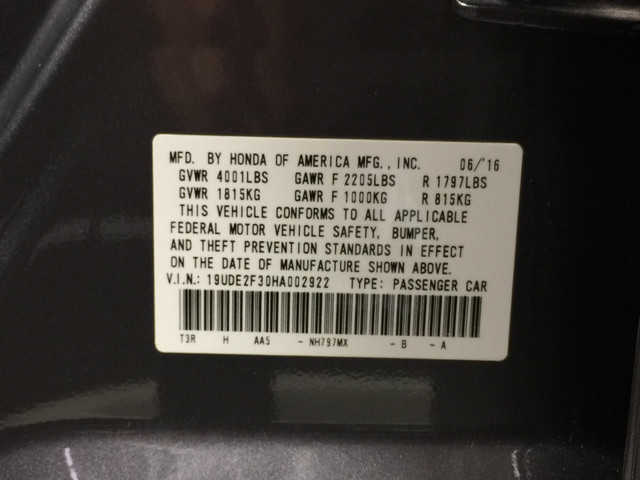 MFD. BY HONDA OF AMERICA MFG., INC. 06/'16
GVWR 4001LBS GAWR F 2205LBS R 1797LBS
GVWR 1815KG GAWR F 1000KG R 815KG
THIS VEHICLE CONFORMS TO ALL APPLICABLE
FEDERAL MOTOR VEHICLE SAFETY, BUMPER,
AND THEFT PREVENTION STANDARDS IN EFFECT
ON THE DATE OF MANUFACTURE SHOWN ABOVE.
V.I.N.: 19UDE2F30HA002922 TYPE: PASSENGER CAR
T3R H AA5 - NH797MX - B - A